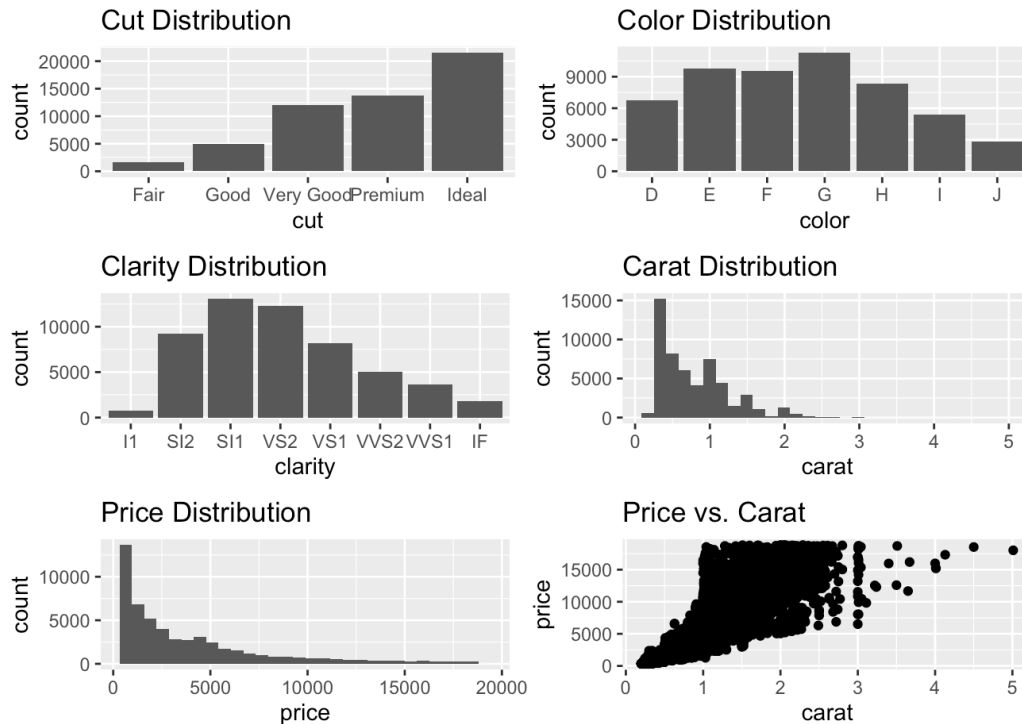 Cut Distribution
count
20000
15000
10000
5000
0
Fair Good Very Good Premium Ideal
cut
Color Distribution
count
9000
6000
3000
0
D E F G H I J
color
Clarity Distribution
count
10000
5000
0
I1 SI2 SI1 VS2 VS1 VVS2 VVS1 IF
clarity
Carat Distribution
count
15000
10000
5000
0
0 1 2 3 4 5
carat
Price Distribution
count
10000
5000
0
0 5000 10000 15000 20000
price
Price vs. Carat
price
15000
10000
5000
0
0 1 2 3 4 5
carat